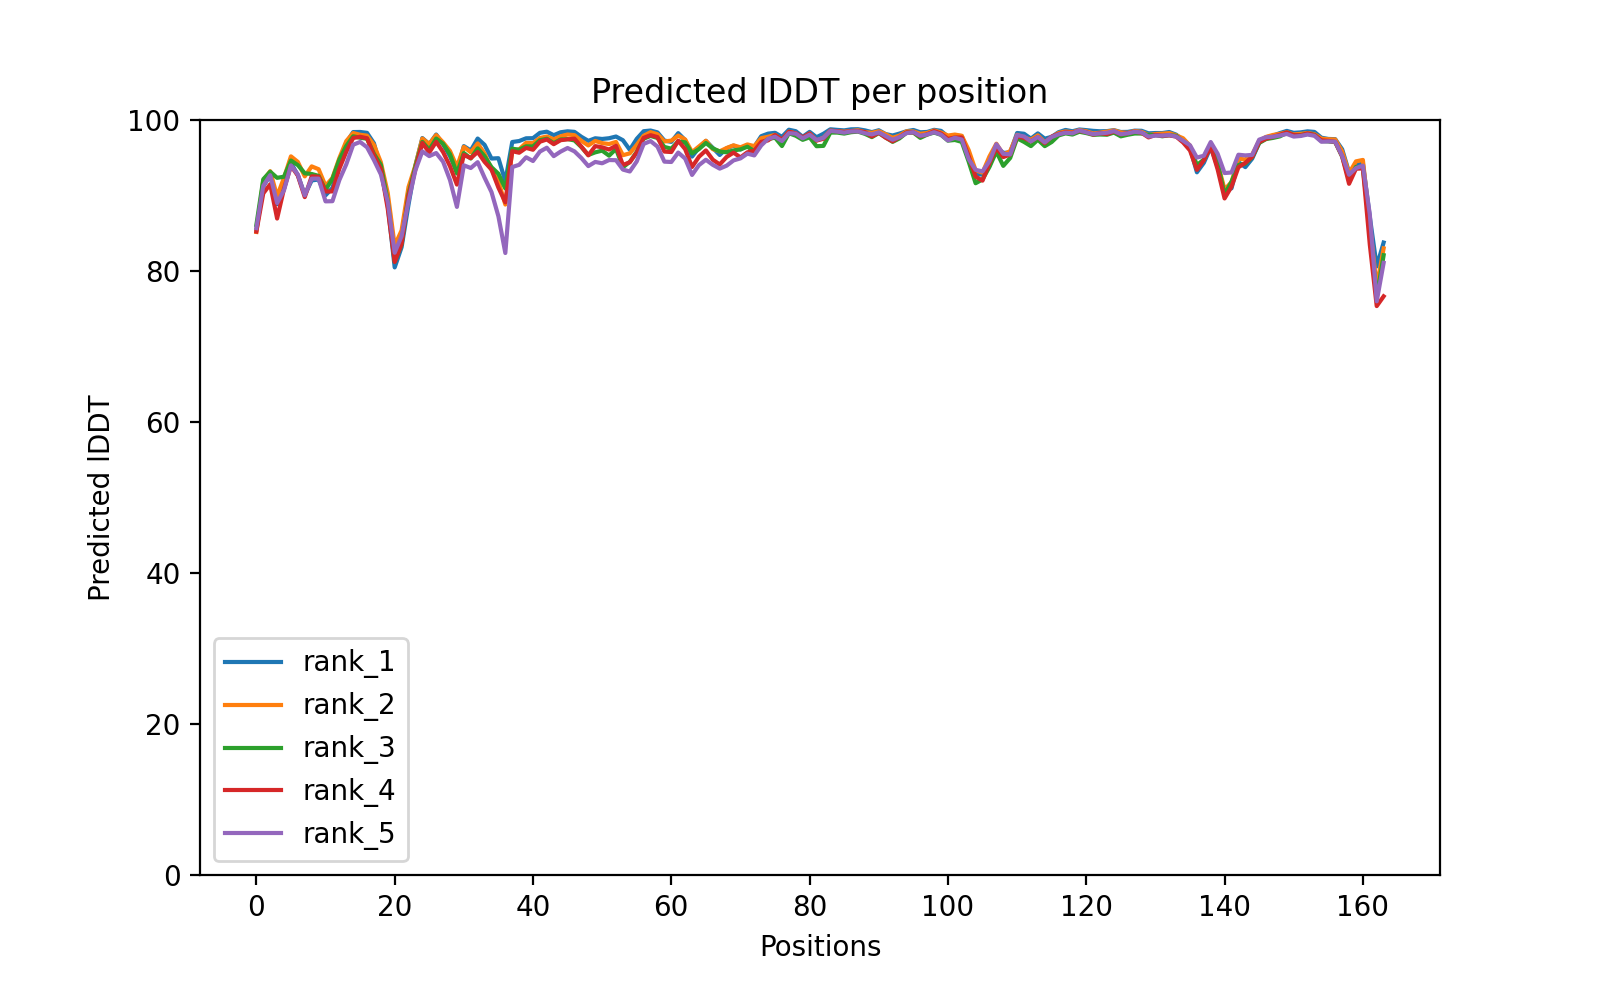 Predicted lDDT per position
100
80
60
40
20
0
Predicted lDDT
rank_1
rank_2
rank_3
rank_4
rank_5
0 20 40 60 80 100 120 140 160
Positions